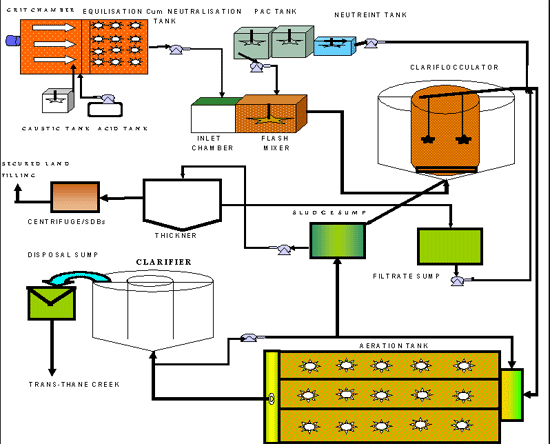 GRIT CHAMBER
EQUILISATION Cum NEUTRALISATION
TANK
PAC TANK
NEUTREINT TANK
CLARIFLOCCULATOR
CAUSTIC TANK
ACID TANK
INLET
CHAMBER
FLASH
MIXER
SECURED LAND
FILLING
CENTRIFUGE/SDBs
THICKNER
SLUDGE SUMP
FILTRATE SUMP
DISPOSAL SUMP
CLARIFIER
AERATION TANK
TRANS-THANE CREEK